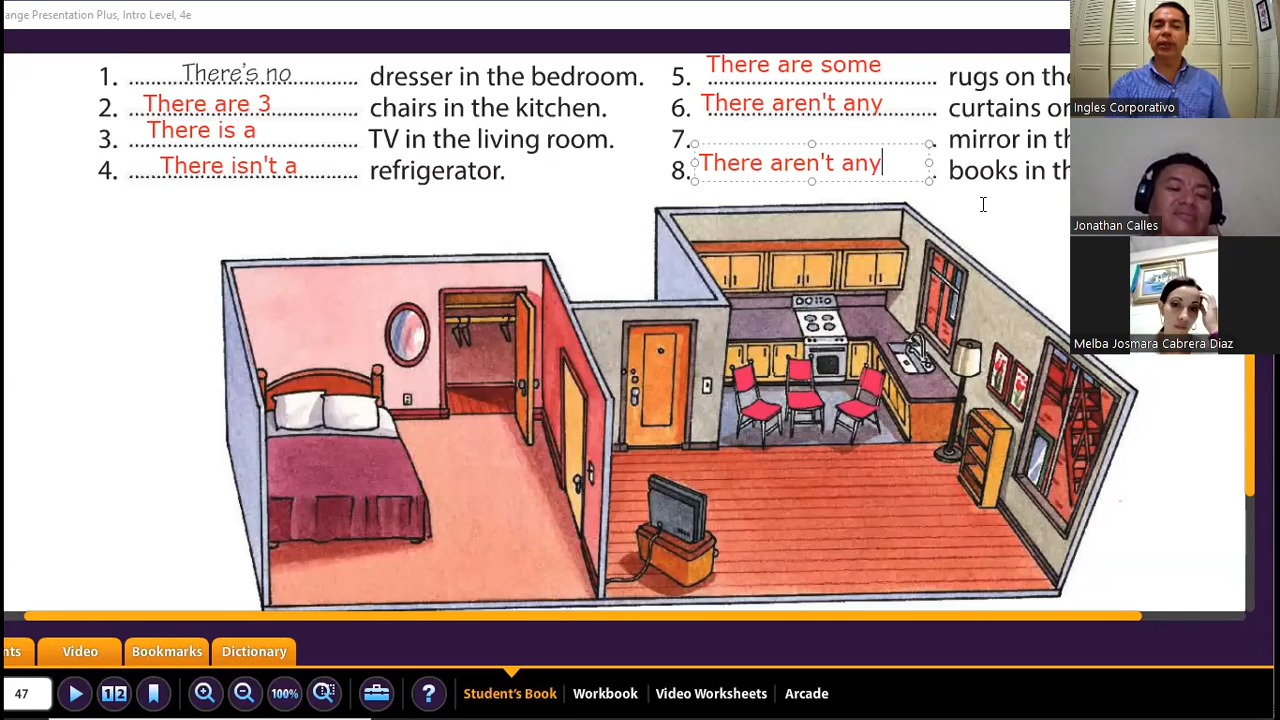 ange Presentation Plus, Intro Level, 4e
1. There's no dresser in the bedroom.
2. There are 3 chairs in the kitchen.
3. There is a TV in the living room.
4. There isn't a refrigerator.
5. There are some rugs on the
6. There aren't any curtains on
7. mirror in th
8. There aren't any books in th
Ingles Corporativo
Jonathan Calles
Melba Josmara Cabrera Diaz
nts Video Bookmarks Dictionary
47 1 2 100% ? Student's Book Workbook Video Worksheets Arcade